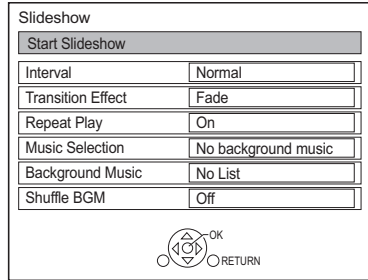 Slideshow
Start Slideshow
Interval Normal
Transition Effect Fade
Repeat Play On
Music Selection No background music
Background Music No List
Shuffle BGM Off
OK
RETURN